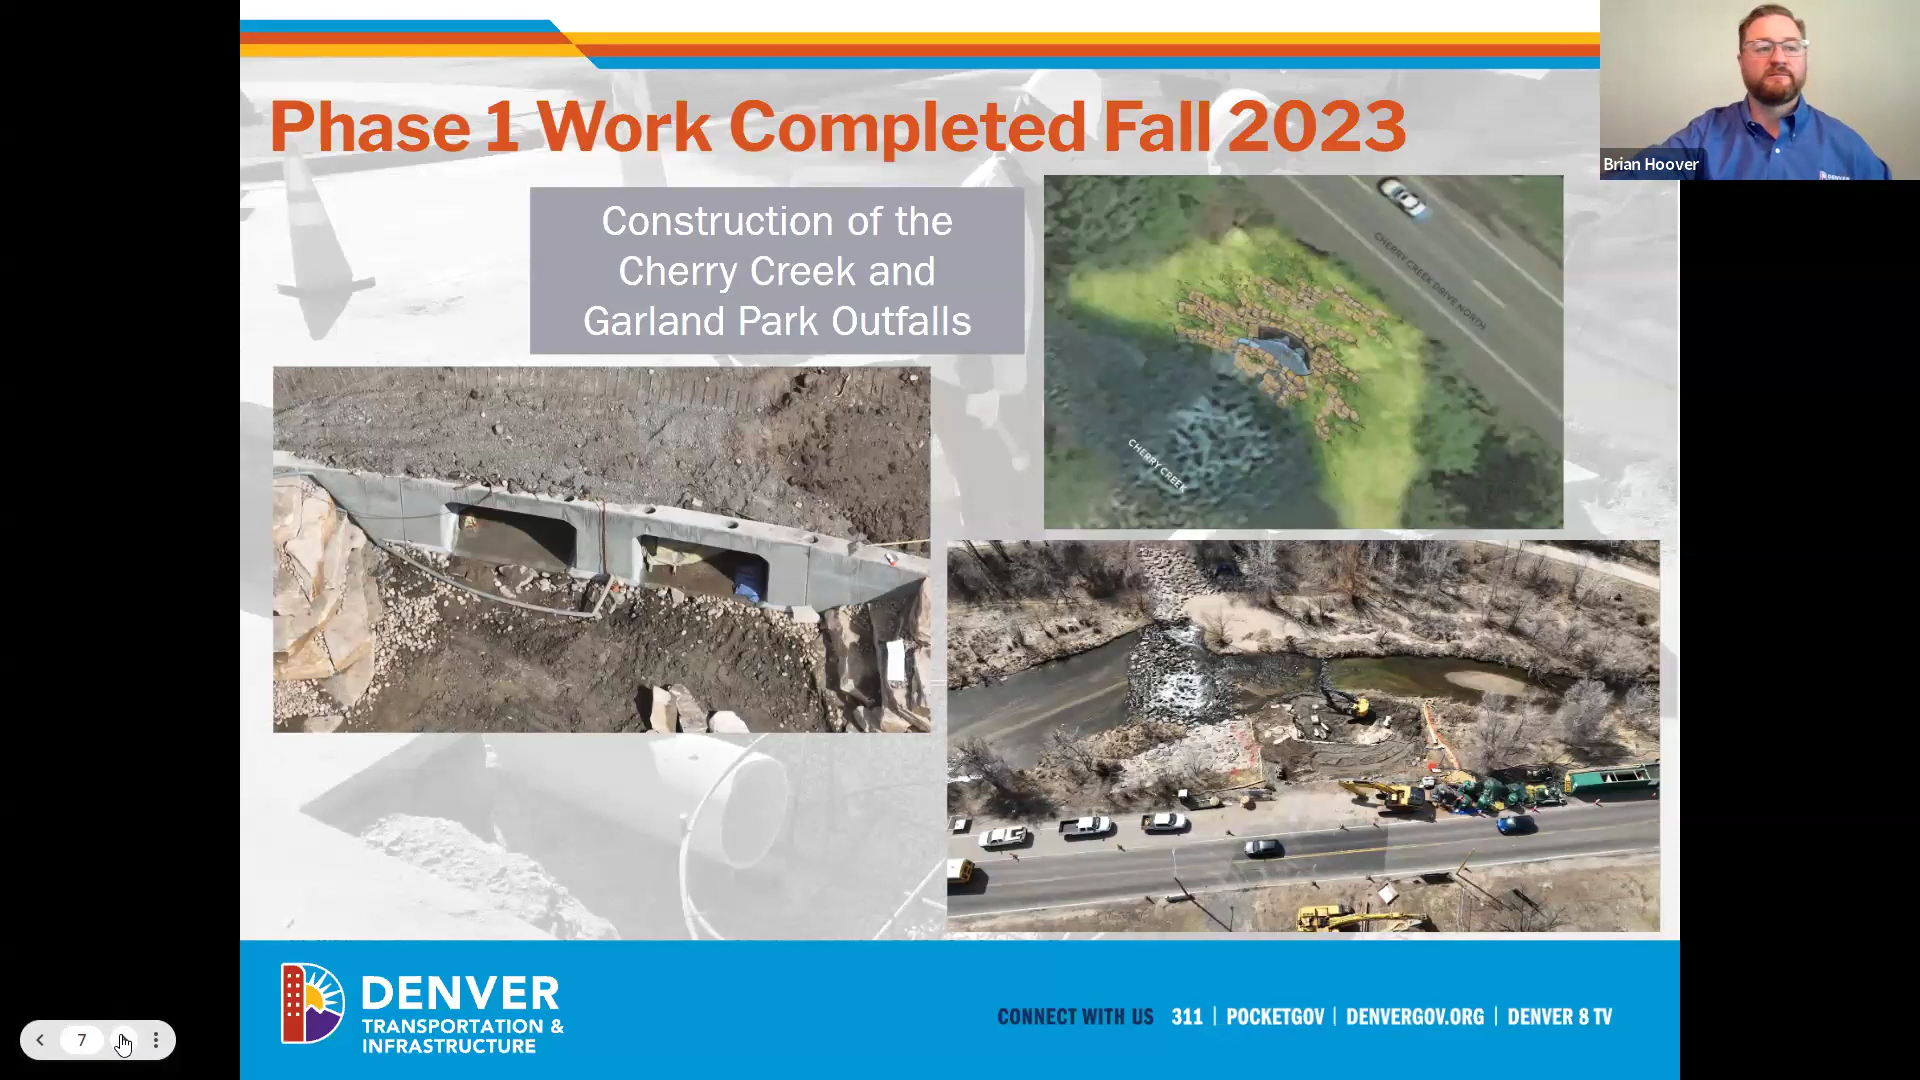 Phase 1 Work Completed Fall 2023
Brian Hoover
Construction of the
Cherry Creek and
Garland Park Outfalls
CHERRY CREEK DRIVE NORTH
CHERRY CREEK
DENVER
TRANSPORTATION &
INFRASTRUCTURE
CONNECT WITH US 311 | POCKETGOV | DENVERGOV.ORG | DENVER 8 TV
7